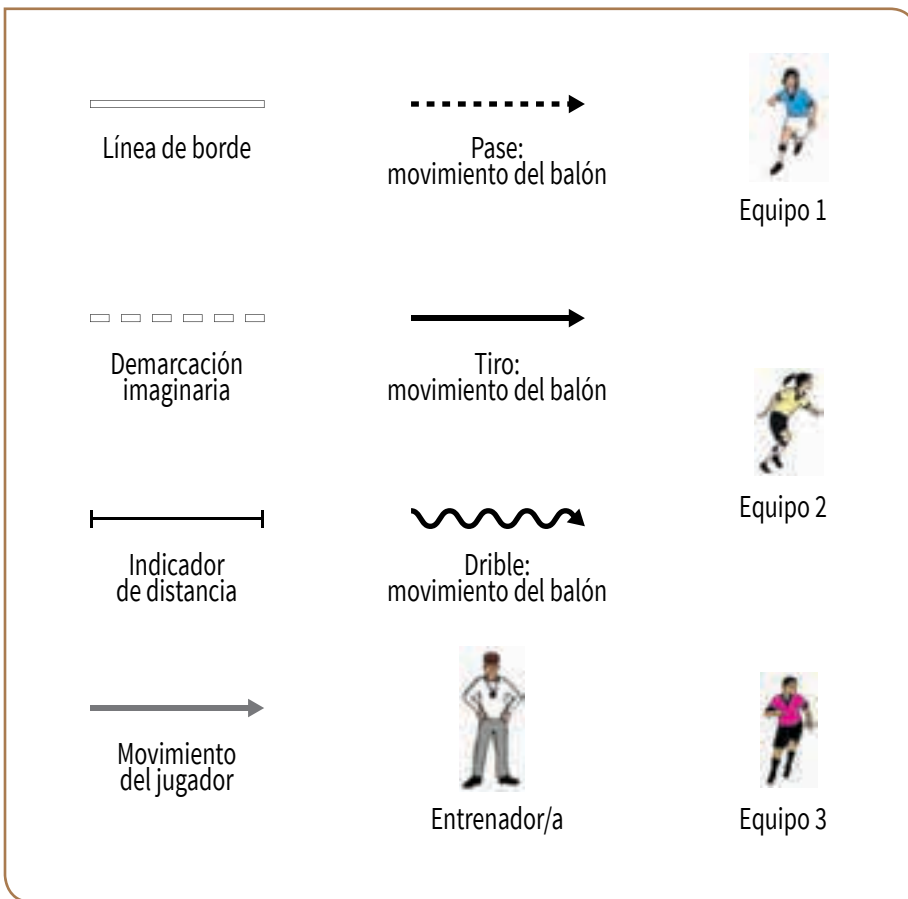 Línea de borde
Pase:
movimiento del balón
Equipo 1
Demarcación
imaginaria
Tiro:
movimiento del balón
Equipo 2
Indicador
de distancia
Drible:
movimiento del balón
Movimiento
del jugador
Entrenador/a
Equipo 3